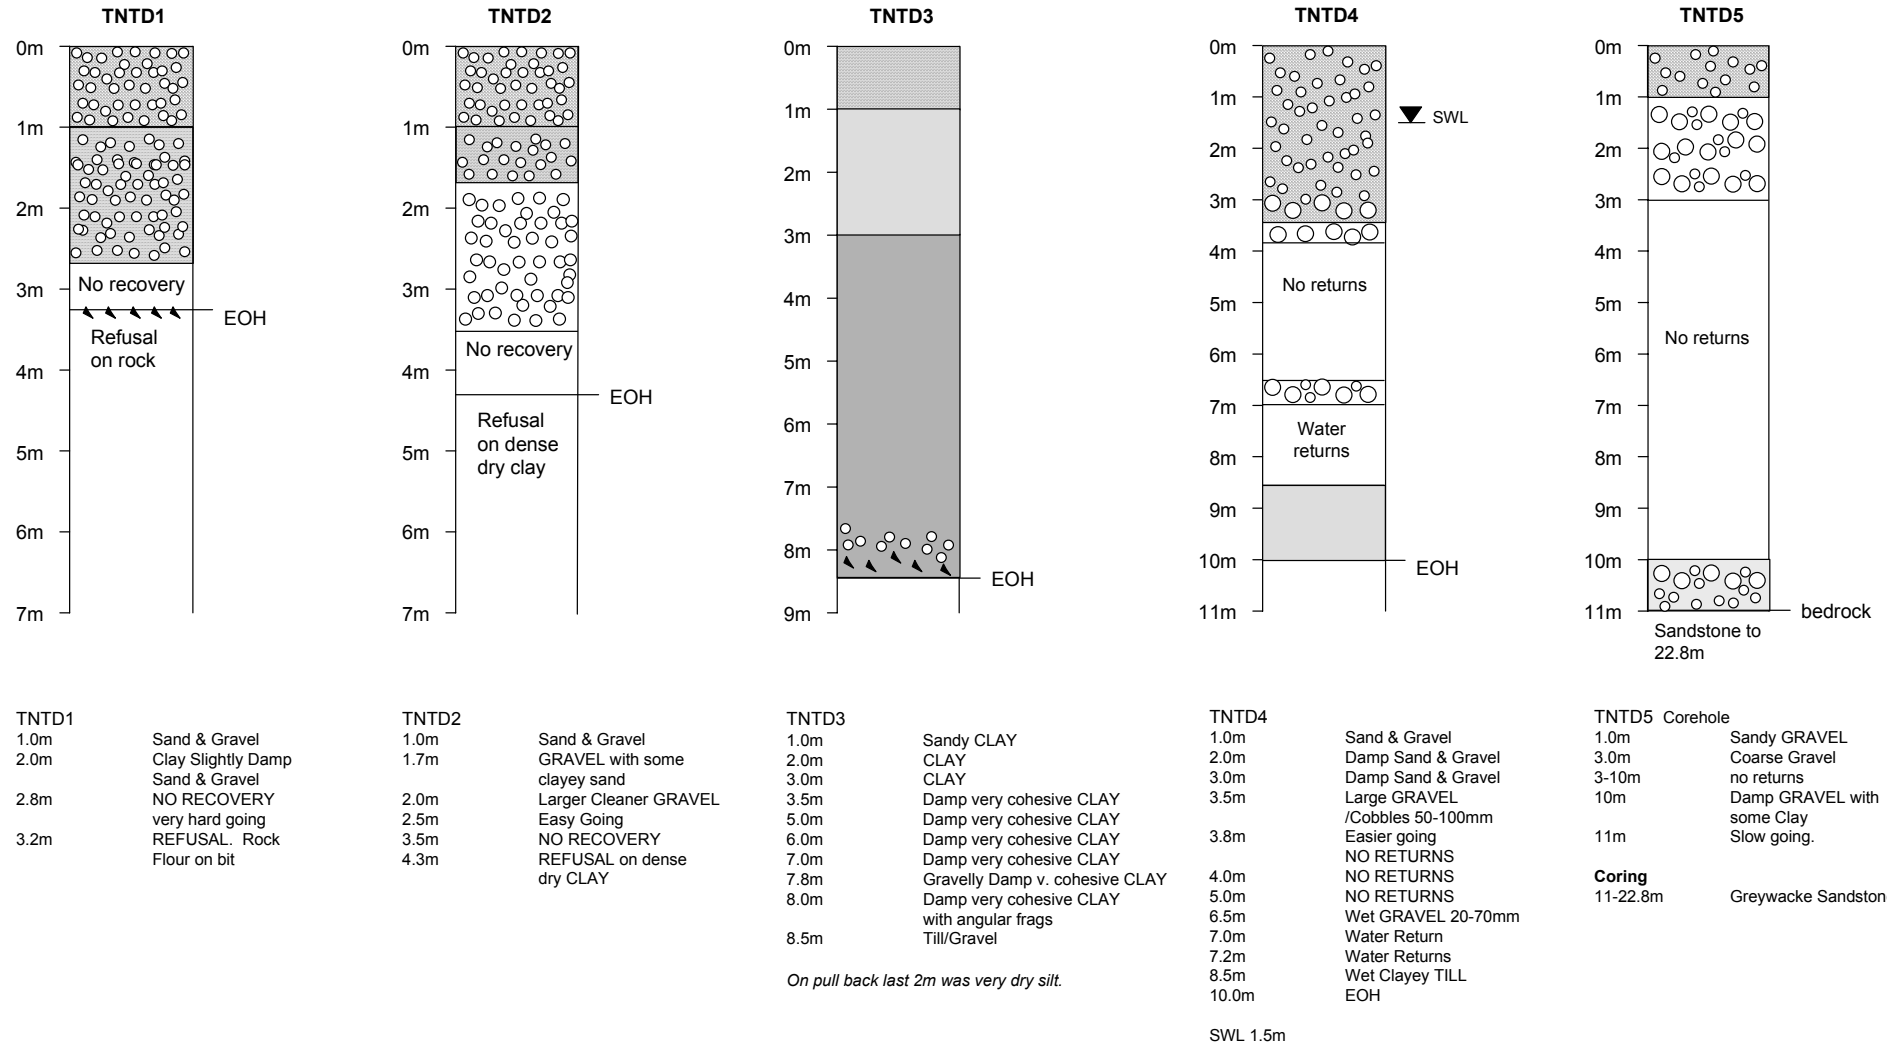 TNTD1
0m
1m
2m
3m
4m
5m
6m
7m
No recovery
EOH
Refusal
on rock
TNTD2
0m
1m
2m
3m
4m
5m
6m
7m
No recovery
EOH
Refusal
on dense
dry clay
TNTD3
0m
1m
2m
3m
4m
5m
6m
7m
8m
9m
EOH
TNTD4
0m
1m
2m
3m
4m
5m
6m
7m
8m
9m
10m
11m
SWL
No returns
Water
returns
EOH
TNTD5
0m
1m
2m
3m
4m
5m
6m
7m
8m
9m
10m
11m
No returns
bedrock
Sandstone to
22.8m
TNTD1
1.0m Sand & Gravel
2.0m Clay Slightly Damp
Sand & Gravel
2.8m NO RECOVERY
very hard going
3.2m REFUSAL. Rock
Flour on bit
TNTD2
1.0m Sand & Gravel
1.7m GRAVEL with some
clayey sand
2.0m Larger Cleaner GRAVEL
2.5m Easy Going
3.5m NO RECOVERY
4.3m REFUSAL on dense
dry CLAY
TNTD3
1.0m Sandy CLAY
2.0m CLAY
3.0m CLAY
3.5m Damp very cohesive CLAY
5.0m Damp very cohesive CLAY
6.0m Damp very cohesive CLAY
7.0m Damp very cohesive CLAY
7.8m Gravelly Damp v. cohesive CLAY
8.0m Damp very cohesive CLAY
with angular frags
8.5m Till/Gravel
On pull back last 2m was very dry silt.
TNTD4
1.0m Sand & Gravel
2.0m Damp Sand & Gravel
3.0m Damp Sand & Gravel
3.5m Large GRAVEL
/Cobbles 50-100mm
3.8m Easier going
NO RETURNS
4.0m NO RETURNS
5.0m NO RETURNS
6.5m Wet GRAVEL 20-70mm
7.0m Water Return
7.2m Water Returns
8.5m Wet Clayey TILL
10.0m EOH
SWL 1.5m
TNTD5 Corehole
1.0m Sandy GRAVEL
3.0m Coarse Gravel
3-10m no returns
10m Damp GRAVEL with
some Clay
11m Slow going.
Coring
11-22.8m Greywacke Sandston